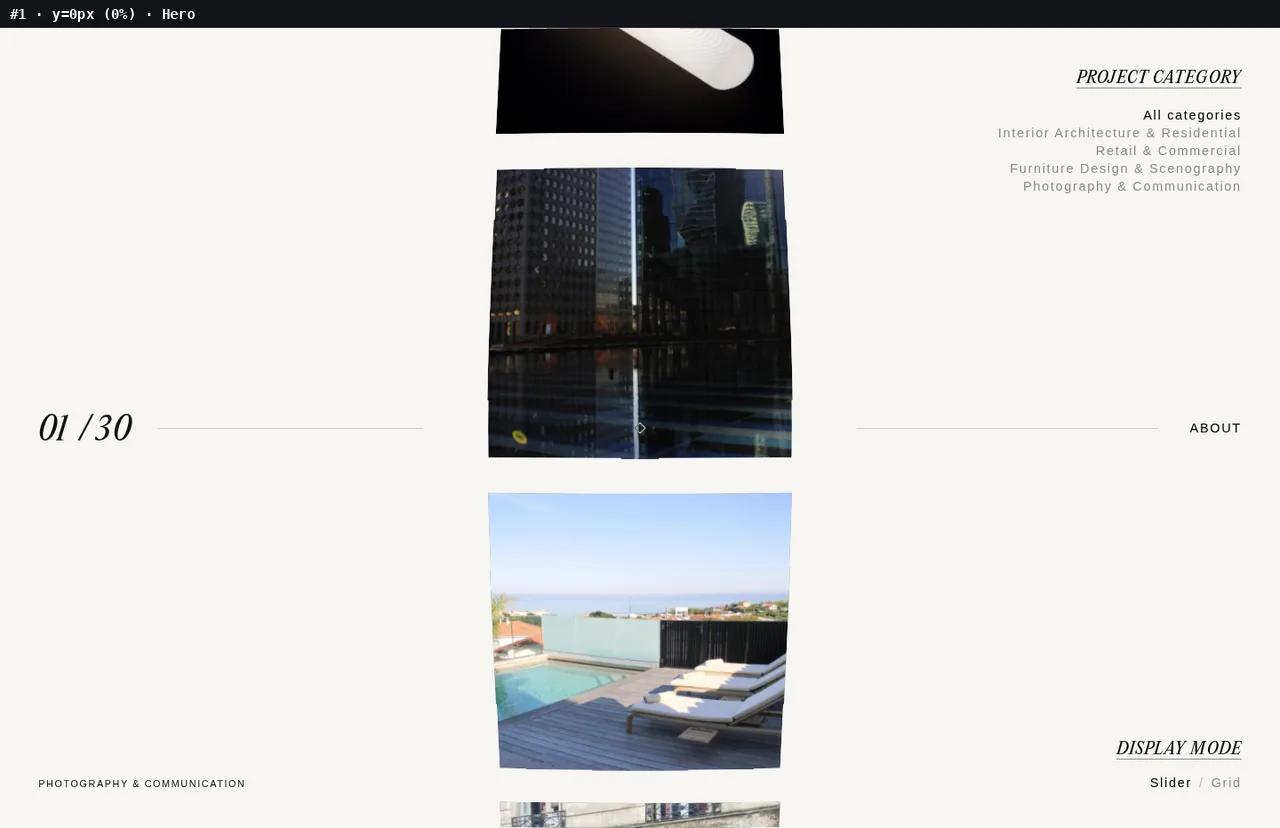 #1 · y=0px (0%) · Hero
PROJECT CATEGORY
All categories
Interior Architecture & Residential
Retail & Commercial
Furniture Design & Scenography
Photography & Communication
01 / 30
ABOUT
DISPLAY MODE
PHOTOGRAPHY & COMMUNICATION
Slider / Grid